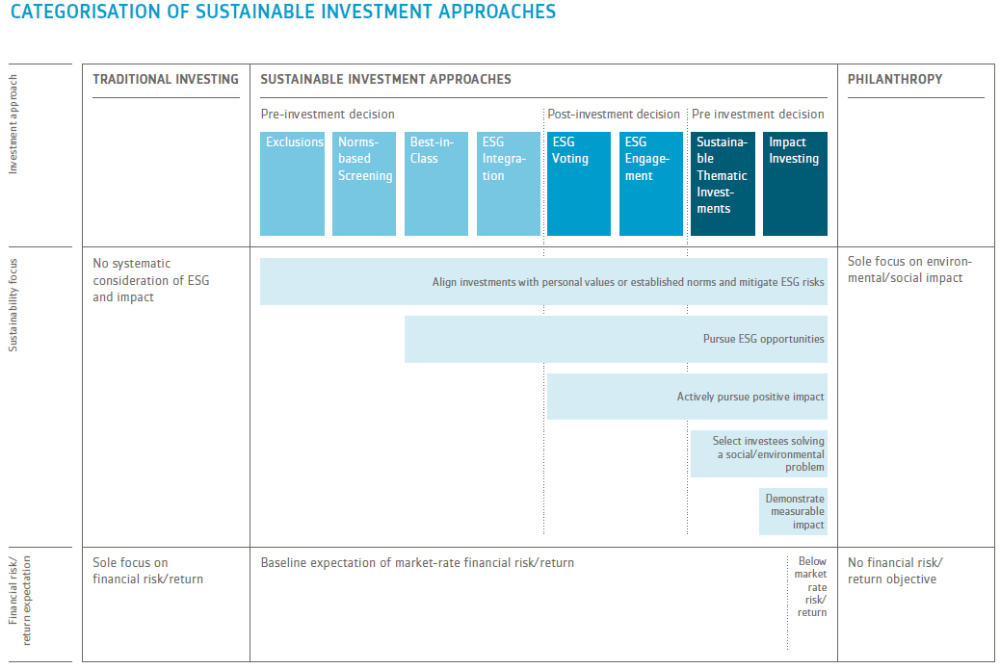 CATEGORISATION OF SUSTAINABLE INVESTMENT APPROACHES
Investment approach
TRADITIONAL INVESTING
SUSTAINABLE INVESTMENT APPROACHES
PHILANTHROPY
Pre-investment decision
Post-investment decision
Pre investment decision
Exclusions
Norms-
based
Screening
Best-in-
Class
ESG
Integra-
tion
ESG
Voting
ESG
Engage-
ment
Sustaina-
ble
Thematic
Invest-
ments
Impact
Investing
Sustainability focus
No systematic
consideration of ESG
and impact
Align investments with personal values or established norms and mitigate ESG risks
Pursue ESG opportunities
Actively pursue positive impact
Select investees solving
a social/environmental
problem
Demonstrate
measurable
impact
Sole focus on environ-
mental/social impact
Financial risk/
return expectation
Sole focus on
financial risk/return
Baseline expectation of market-rate financial risk/return
Below
market
rate
risk/
return
No financial risk/
return objective